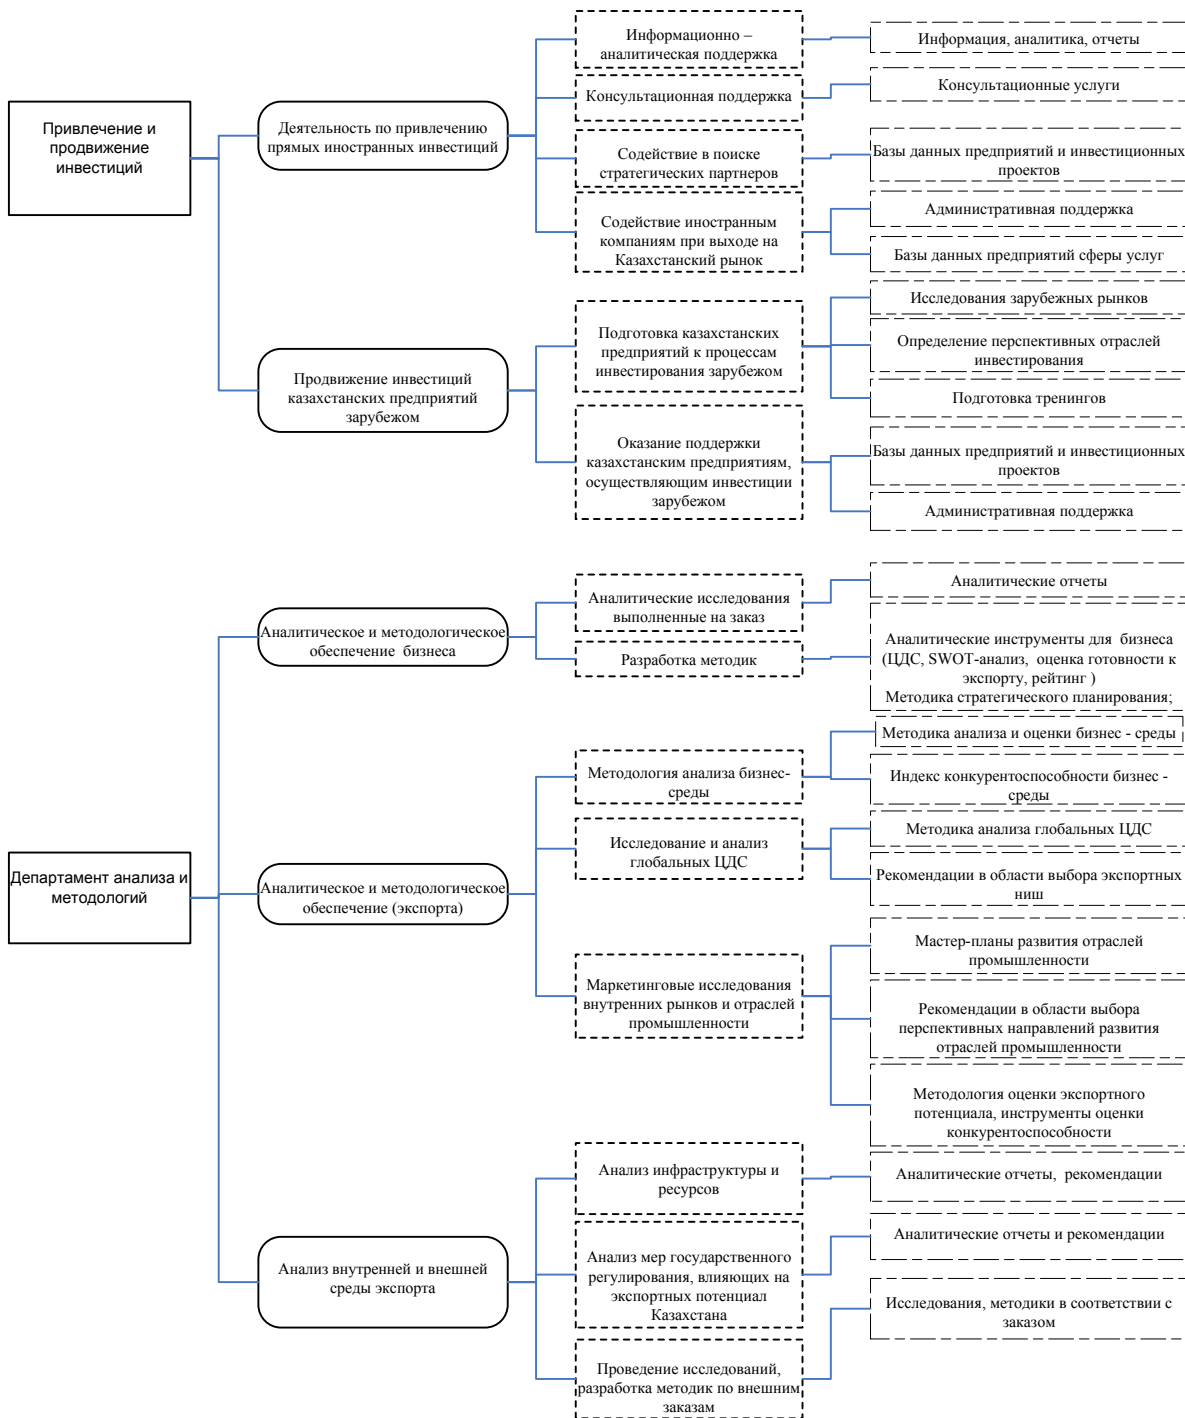 Привлечение и
продвижение
инвестиций
Деятельность по привлечению
прямых иностранных инвестиций
Информационно –
аналитическая поддержка
Информация, аналитика, отчеты
Консультационная поддержка
Консультационные услуги
Содействие в поиске
стратегических партнеров
Базы данных предприятий и инвестиционных
проектов
Содействие иностранным
компаниям при выходе на
Казахстанский рынок
Административная поддержка
Базы данных предприятий сферы услуг
Продвижение инвестиций
казахстанских предприятий
зарубежом
Подготовка казахстанских
предприятий к процессам
инвестирования зарубежом
Исследования зарубежных рынков
Определение перспективных отраслей
инвестирования
Подготовка тренингов
Оказание поддержки
казахстанским предприятиям,
осуществляющим инвестиции
зарубежом
Базы данных предприятий и инвестиционных
проектов
Административная поддержка
Департамент анализа и
методологий
Аналитическое и методологическое
обеспечение бизнеса
Аналитические исследования
выполненные на заказ
Аналитические отчеты
Разработка методик
Аналитические инструменты для бизнеса
(ЦДС, SWOT-анализ, оценка готовности к
экспорту, рейтинг )
Методика стратегического планирования;
Аналитическое и методологическое
обеспечение (экспорта)
Методология анализа бизнес-
среды
Методика анализа и оценки бизнес - среды
Индекс конкурентоспособности бизнес -
среды
Исследование и анализ
глобальных ЦДС
Методика анализа глобальных ЦДС
Рекомендации в области выбора экспортных
ниш
Маркетинговые исследования
внутренних рынков и отраслей
промышленности
Мастер-планы развития отраслей
промышленности
Рекомендации в области выбора
перспективных направлений развития
отраслей промышленности
Методология оценки экспортного
потенциала, инструменты оценки
конкурентоспособности
Анализ внутренней и внешней
среды экспорта
Анализ инфраструктуры и
ресурсов
Аналитические отчеты, рекомендации
Анализ мер государственного
регулирования, влияющих на
экспортных потенциал
Казахстана
Аналитические отчеты и рекомендации
Проведение исследований,
разработка методик по внешним
заказам
Исследования, методики в соответствии с
заказом